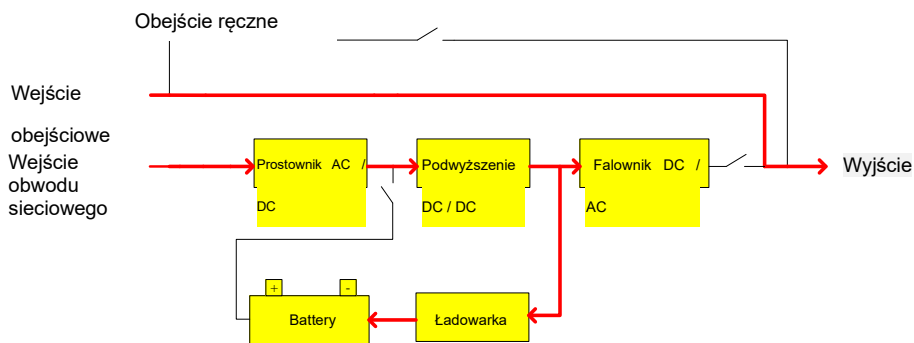 Obejście ręczne
Wejście
obejściowe
Wejście
obwodu
sieciowego
Prostownik AC /
DC
Podwyższenie
DC / DC
Falownik DC /
AC
Wyjście
+ -
Battery
Ładowarka